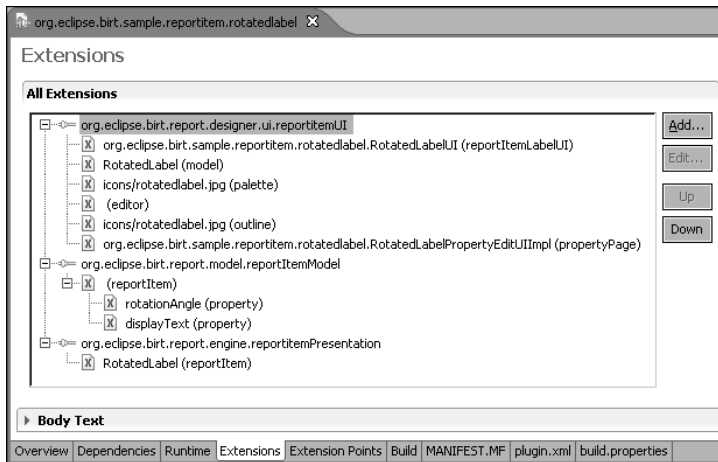 org.eclipse.birt.sample.reportitem.rotatedlabel
Extensions
All Extensions
org.eclipse.birt.report.designer.ui.reportitemUI
org.eclipse.birt.sample.reportitem.rotatedlabel.RotatedLabelUI (reportItemLabelUI)
RotatedLabel (model)
icons/rotatedlabel.jpg (palette)
(editor)
icons/rotatedlabel.jpg (outline)
org.eclipse.birt.sample.reportitem.rotatedlabel.RotatedLabelPropertyEditUIImpl (propertyPage)
org.eclipse.birt.report.model.reportItemModel
(reportItem)
rotationAngle (property)
displayText (property)
org.eclipse.birt.report.engine.reportitemPresentation
RotatedLabel (reportItem)
Add...
Edit...
Up
Down
Body Text
Overview Dependencies Runtime Extensions Extension Points Build MANIFEST.MF plugin.xml build.properties